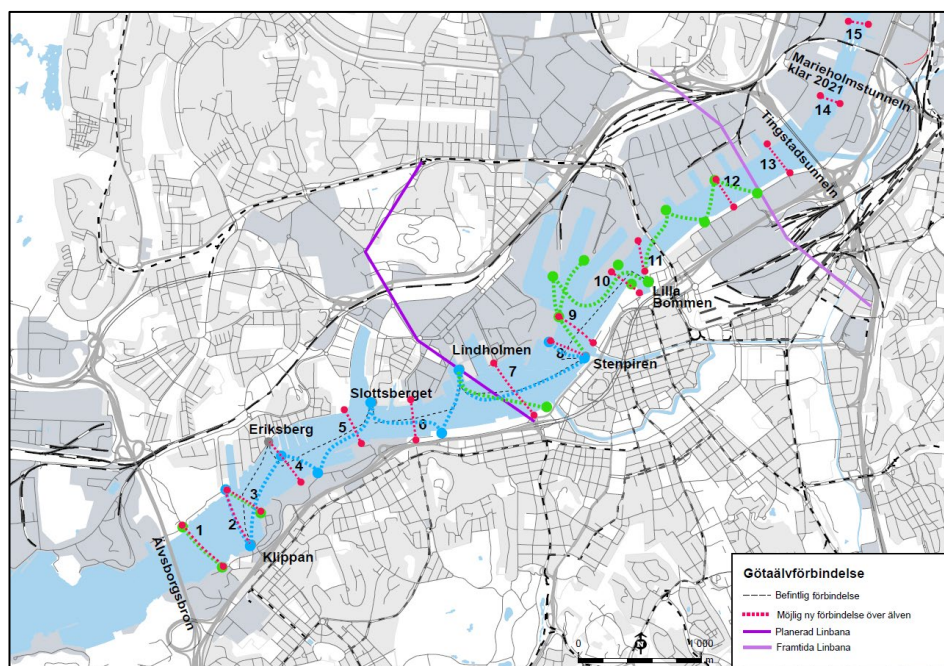 15
Marieholmstunneln
klar 2021
14
Tingstadsunneln
13
12
11
10
Lilla
Bommen
9
8
Stenpiren
Lindholmen
7
Slottsberget
6
5
Eriksberg
4
3
2
Klippan
1
Älvsborgsbron
Götaälvförbindelse
Befintlig förbindelse
Möjlig ny förbindelse över älven
Planerad Linbana
Framtida Linbana
0
1 000
m